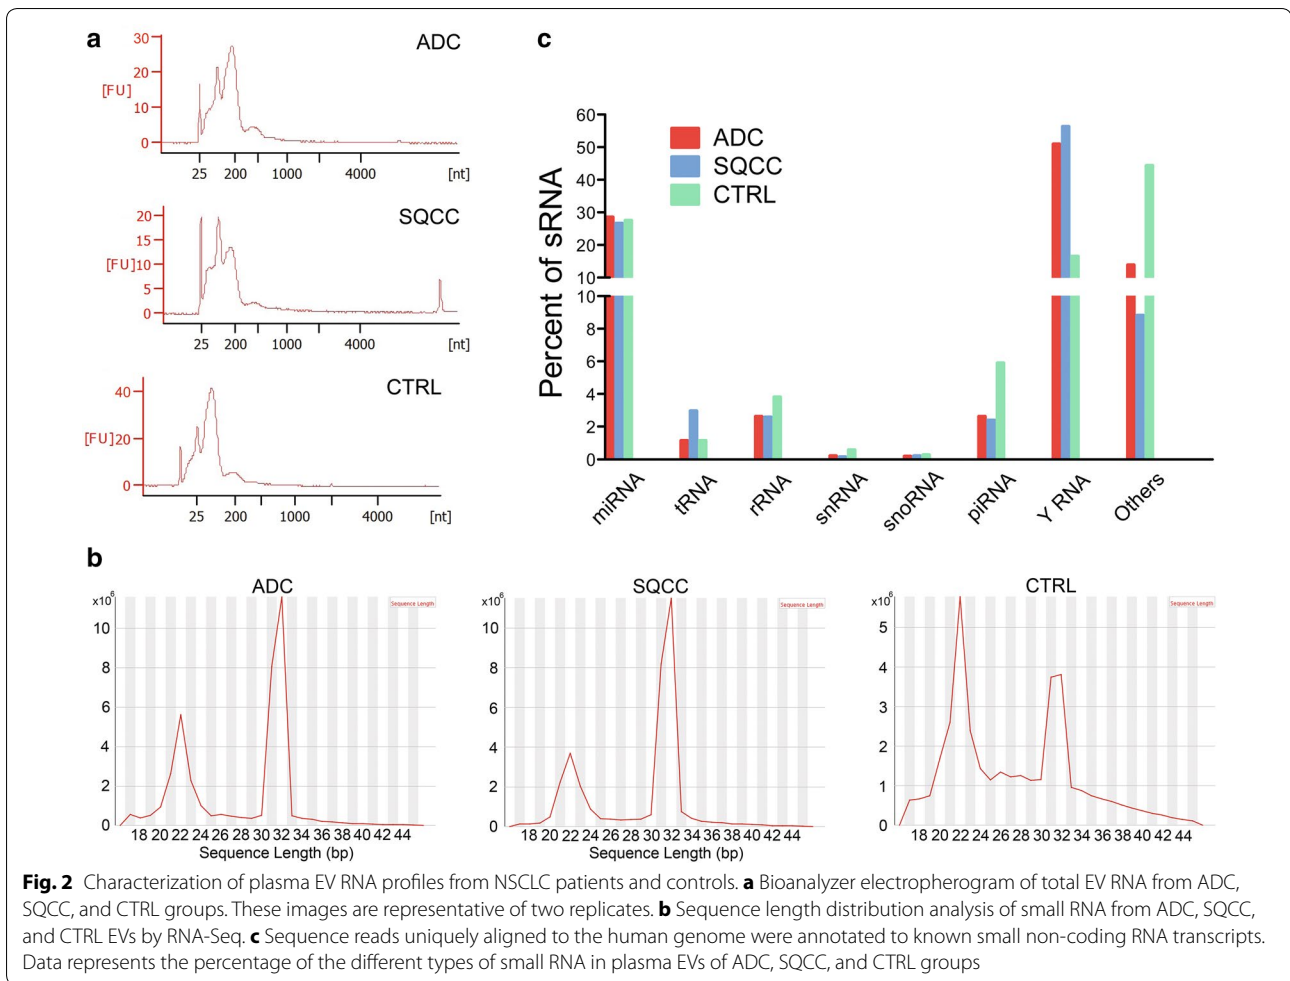 a
ADC
30
20
[FU]
10
0
25 200 1000 4000 [nt]
SQCC
20
15
[FU]10
5
0
25 200 1000 4000 [nt]
CTRL
40
[FU]20
0
25 200 1000 4000 [nt]
c
Percent of sRNA
60
50
40
30
20
10
10
8
6
4
2
0
ADC
SQCC
CTRL
miRNA tRNA rRNA snRNA snoRNA piRNA Y RNA Others
b
ADC
x10⁶
Sequence Length
10
8
6
4
2
0
18 20 22 24 26 28 30 32 34 36 38 40 42 44
Sequence Length (bp)
SQCC
x10⁶
Sequence Length
10
8
6
4
2
0
18 20 22 24 26 28 30 32 34 36 38 40 42 44
Sequence Length (bp)
CTRL
x10⁶
Sequence Length
5
4
3
2
1
0
18 20 22 24 26 28 30 32 34 36 38 40 42 44
Fig. 2 Characterization of plasma EV RNA profiles from NSCLC patients and controls. a Bioanalyzer electropherogram of total EV RNA from ADC,
SQCC, and CTRL groups. These images are representative of two replicates. b Sequence length distribution analysis of small RNA from ADC, SQCC,
and CTRL EVs by RNA-Seq. c Sequence reads uniquely aligned to the human genome were annotated to known small non-coding RNA transcripts.
Data represents the percentage of the different types of small RNA in plasma EVs of ADC, SQCC, and CTRL groups